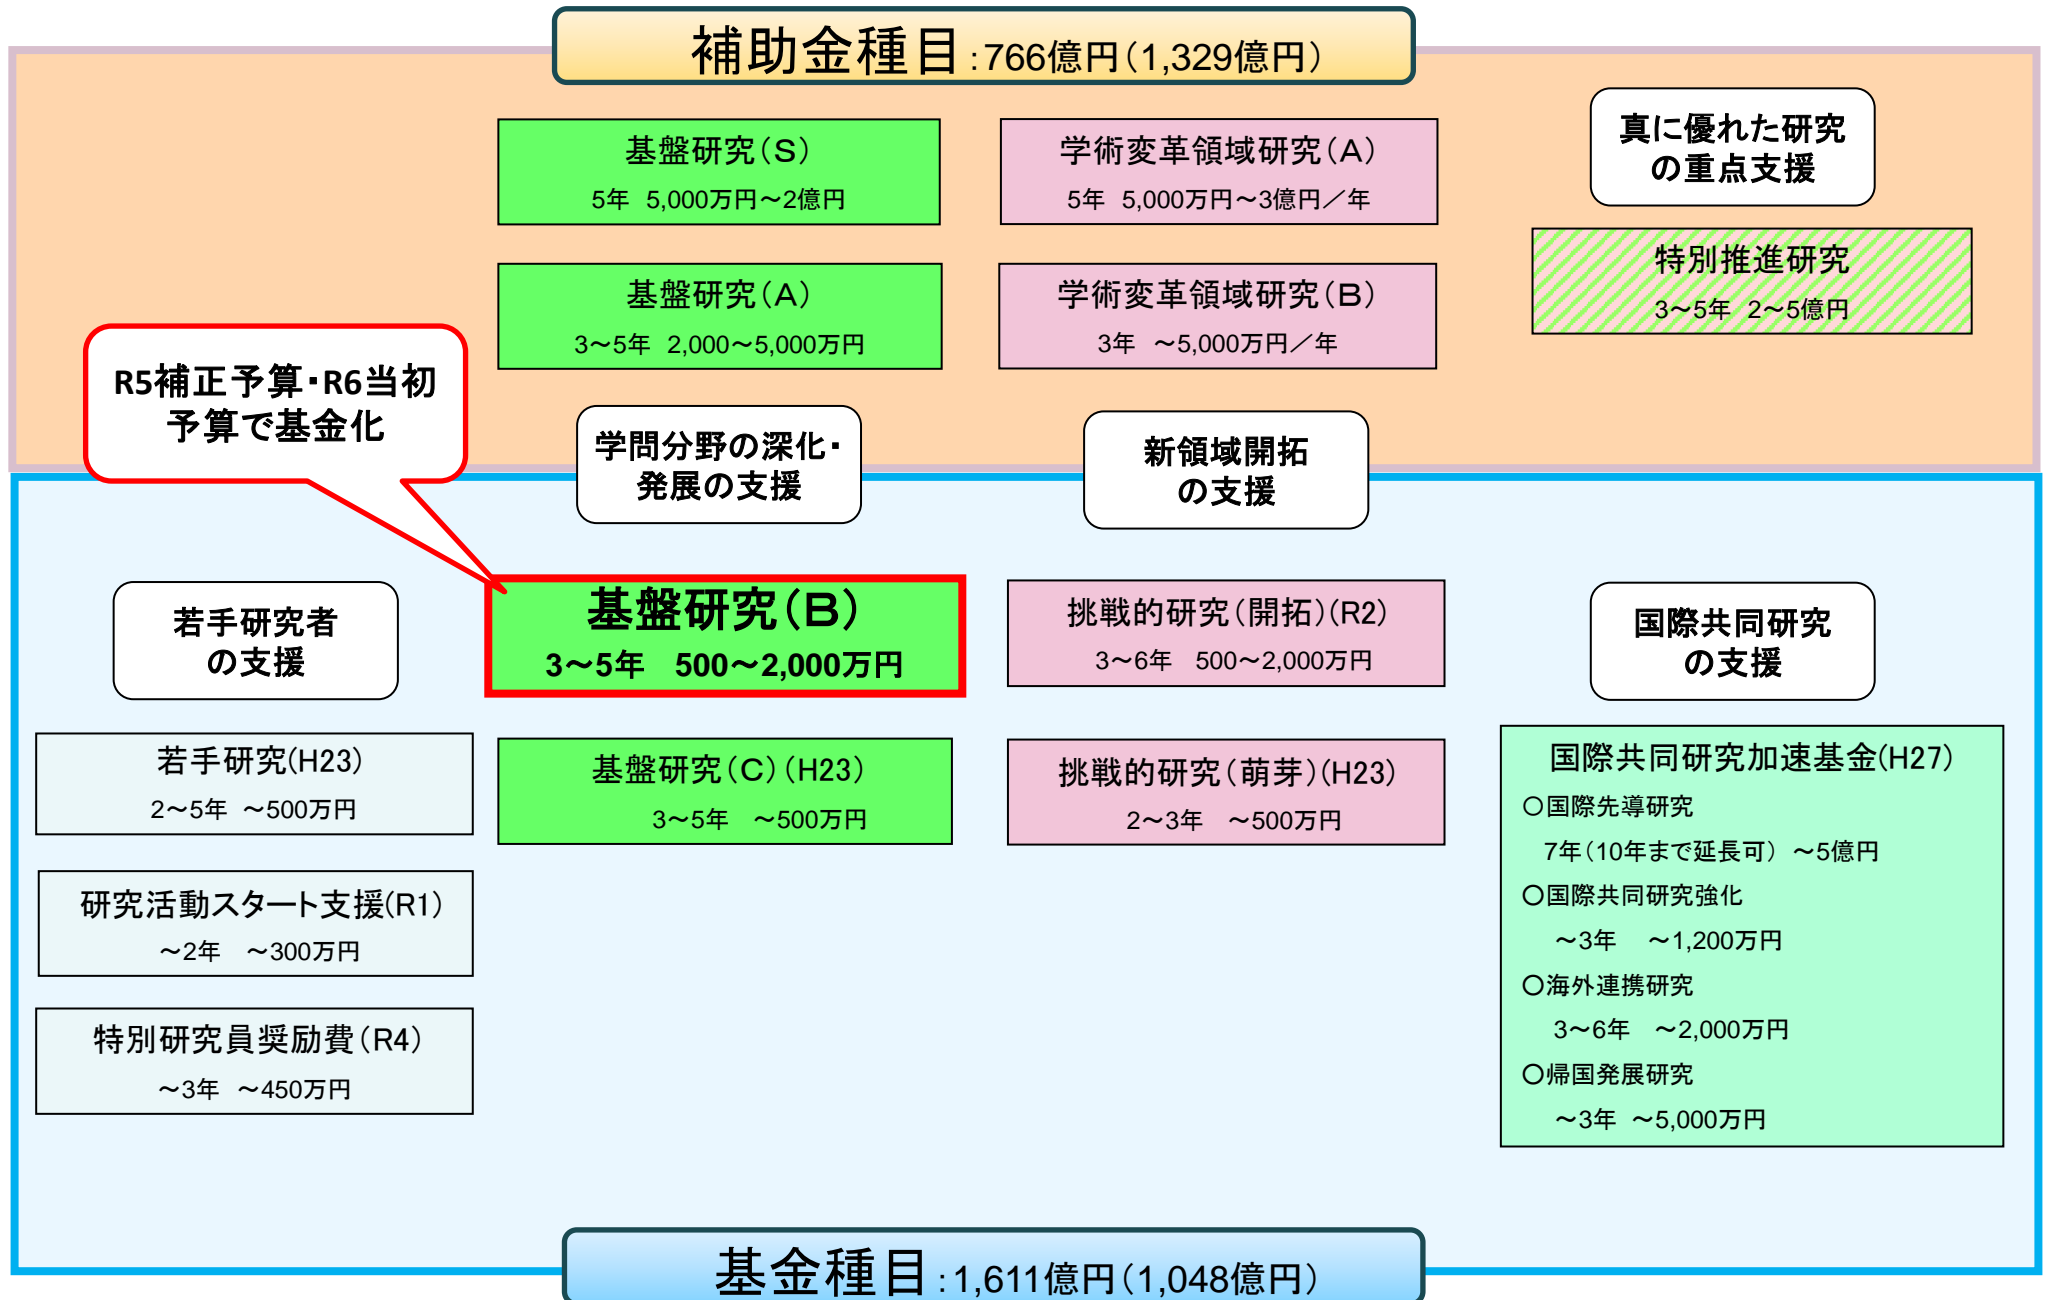 補助金種目：766億円（1,329億円）
基盤研究（S）
5年 5,000万円～2億円
学術変革領域研究（A）
5年 5,000万円～3億円／年
真に優れた研究
の重点支援
特別推進研究
3～5年 2～5億円
基盤研究（A）
3～5年 2,000～5,000万円
学術変革領域研究（B）
3年 ～5,000万円／年
R5補正予算・R6当初
予算で基金化
学問分野の深化・
発展の支援
新領域開拓
の支援
若手研究者
の支援
基盤研究（B）
3～5年 500～2,000万円
挑戦的研究（開拓）(R2)
3～6年 500～2,000万円
国際共同研究
の支援
若手研究(H23)
2～5年 ～500万円
基盤研究（C）(H23)
3～5年 ～500万円
挑戦的研究（萌芽）(H23)
2～3年 ～500万円
研究活動スタート支援(R1)
～2年 ～300万円
特別研究員奨励費（R4）
～3年 ～450万円
国際共同研究加速基金(H27)
○国際先導研究
7年（10年まで延長可） ～5億円
○国際共同研究強化
～3年 ～1,200万円
○海外連携研究
3～6年 ～2,000万円
○帰国発展研究
～3年 ～5,000万円
基金種目：1,611億円（1,048億円）